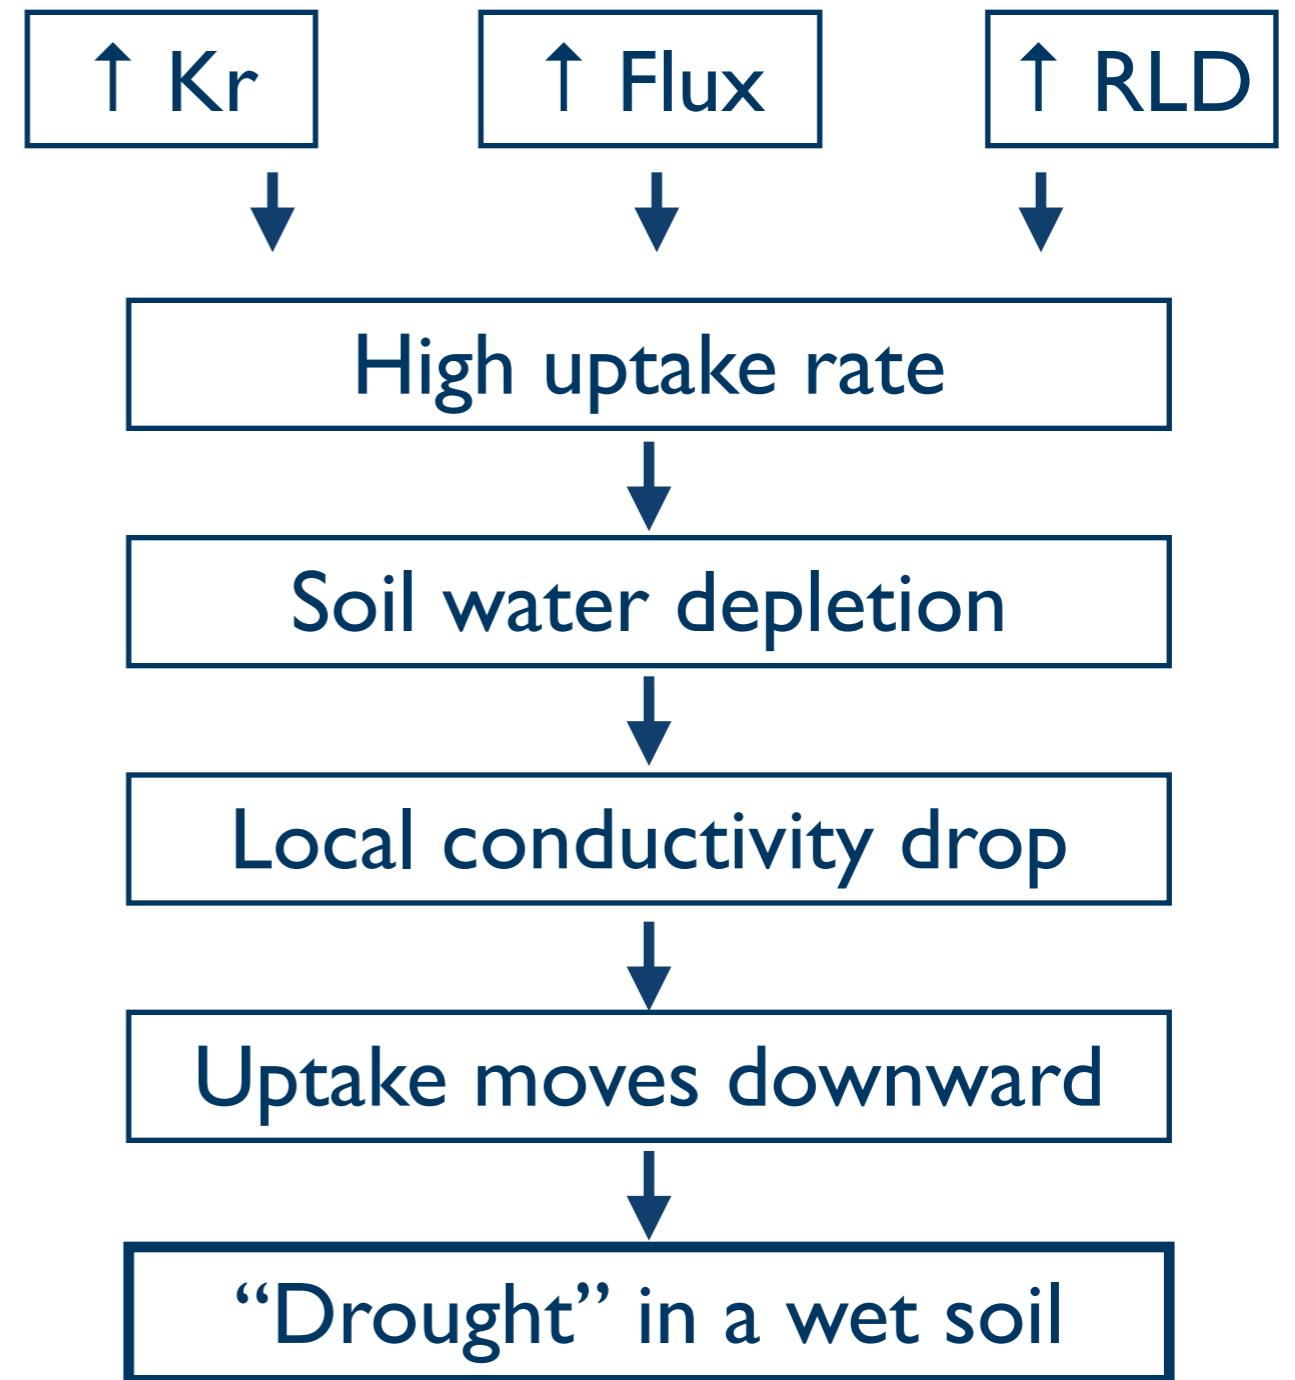 ↑ Kr
↑ Flux
↑ RLD
High uptake rate
Soil water depletion
Local conductivity drop
Uptake moves downward
“Drought” in a wet soil